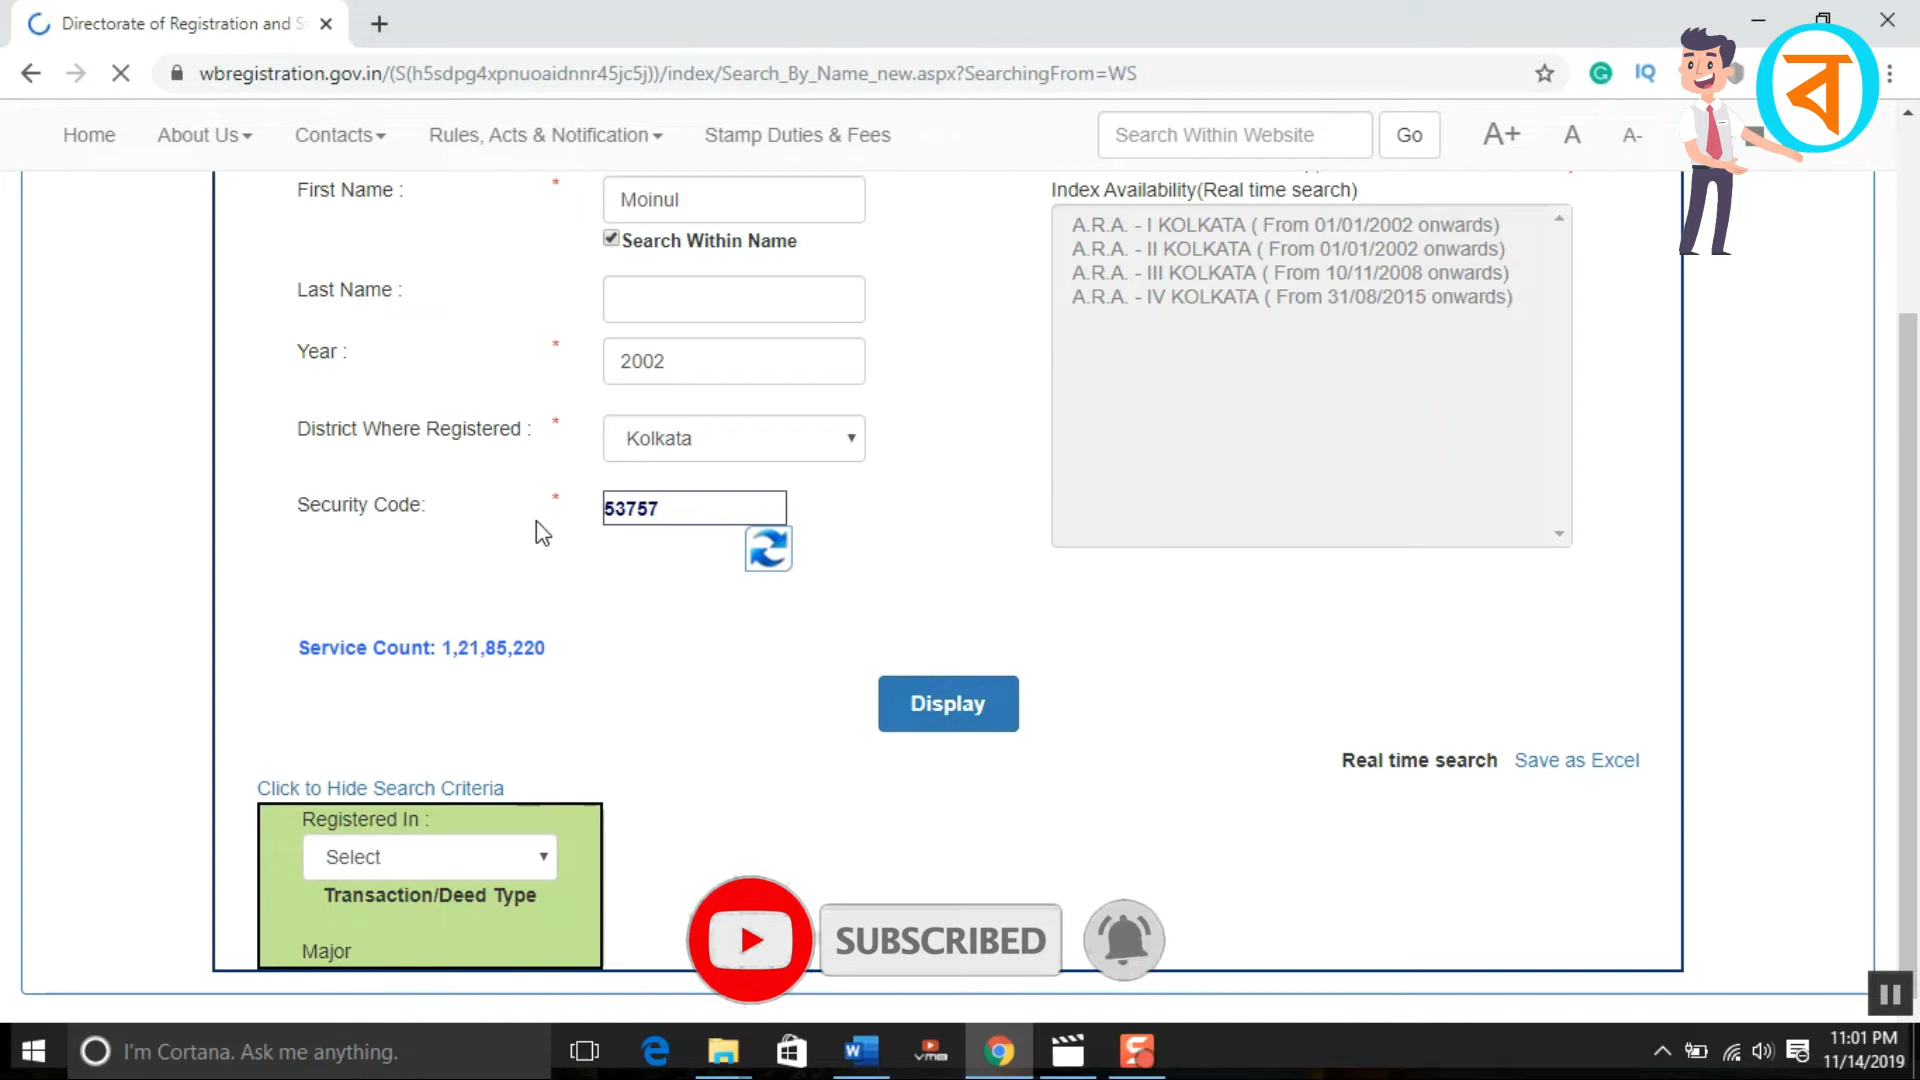 Directorate of Registration and S
wbregistration.gov.in/(S(h5sdpg4xpnuoaidnnr45jc5j))/index/Search_By_Name_new.aspx?SearchingFrom=WS
IQ
ব
Home About Us Contacts Rules, Acts & Notification Stamp Duties & Fees Search Within Website Go A+ A A-
First Name : * Moinul
Search Within Name
Last Name :
Year : * 2002
District Where Registered : * Kolkata
Security Code: * 53757
Index Availability(Real time search)
A.R.A. - I KOLKATA ( From 01/01/2002 onwards)
A.R.A. - II KOLKATA ( From 01/01/2002 onwards)
A.R.A. - III KOLKATA ( From 10/11/2008 onwards)
A.R.A. - IV KOLKATA ( From 31/08/2015 onwards)
Service Count: 1,21,85,220
Display
Real time search Save as Excel
Click to Hide Search Criteria
Registered In :
Select
Transaction/Deed Type
Major
SUBSCRIBED
I'm Cortana. Ask me anything.
11:01 PM
11/14/2019